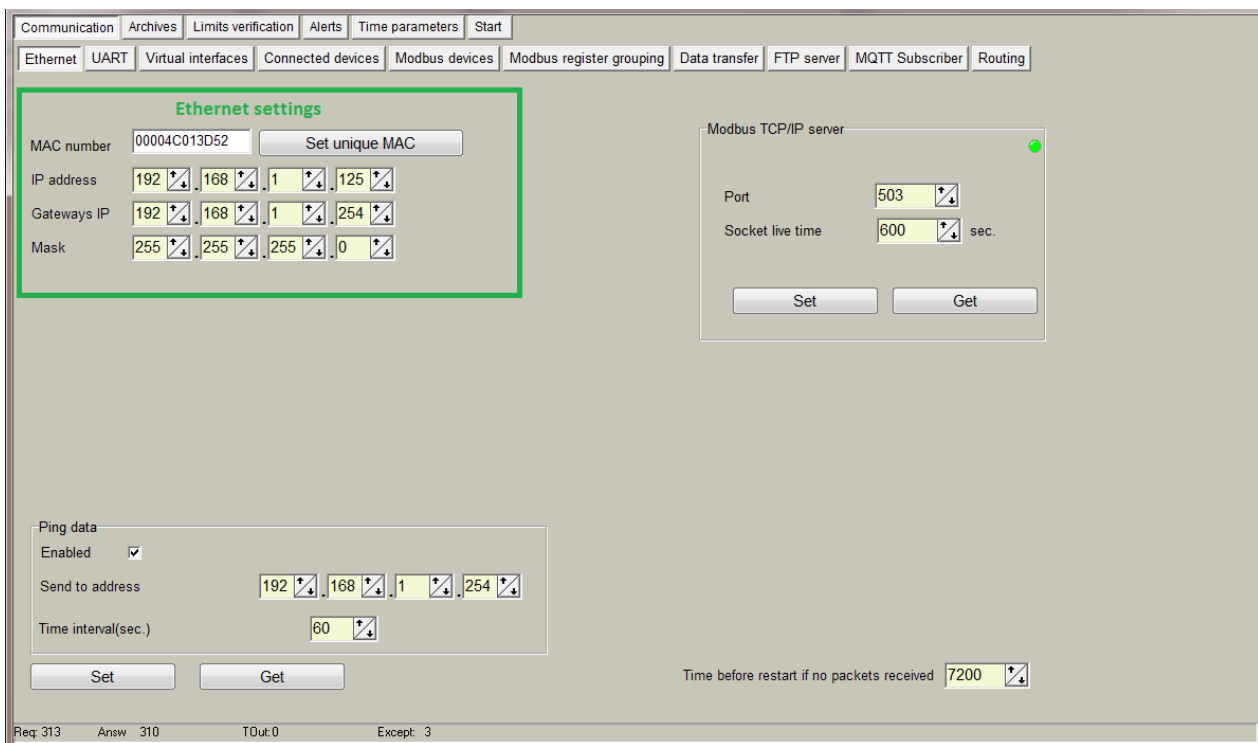 Communication Archives Limits verification Alerts Time parameters Start
Ethernet UART Virtual interfaces Connected devices Modbus devices Modbus register grouping Data transfer FTP server MQTT Subscriber Routing
Ethernet settings
MAC number 00004C013D52 Set unique MAC
IP address 192 . 168 . 1 . 125
Gateways IP 192 . 168 . 1 . 254
Mask 255 . 255 . 255 . 0
Modbus TCP/IP server
Port 503
Socket live time 600 sec.
Set Get
Ping data
Enabled
Send to address 192 . 168 . 1 . 254
Time interval(sec.) 60
Set Get
Time before restart if no packets received 7200
Req: 313 Answ 310 TOut: 0 Except: 3